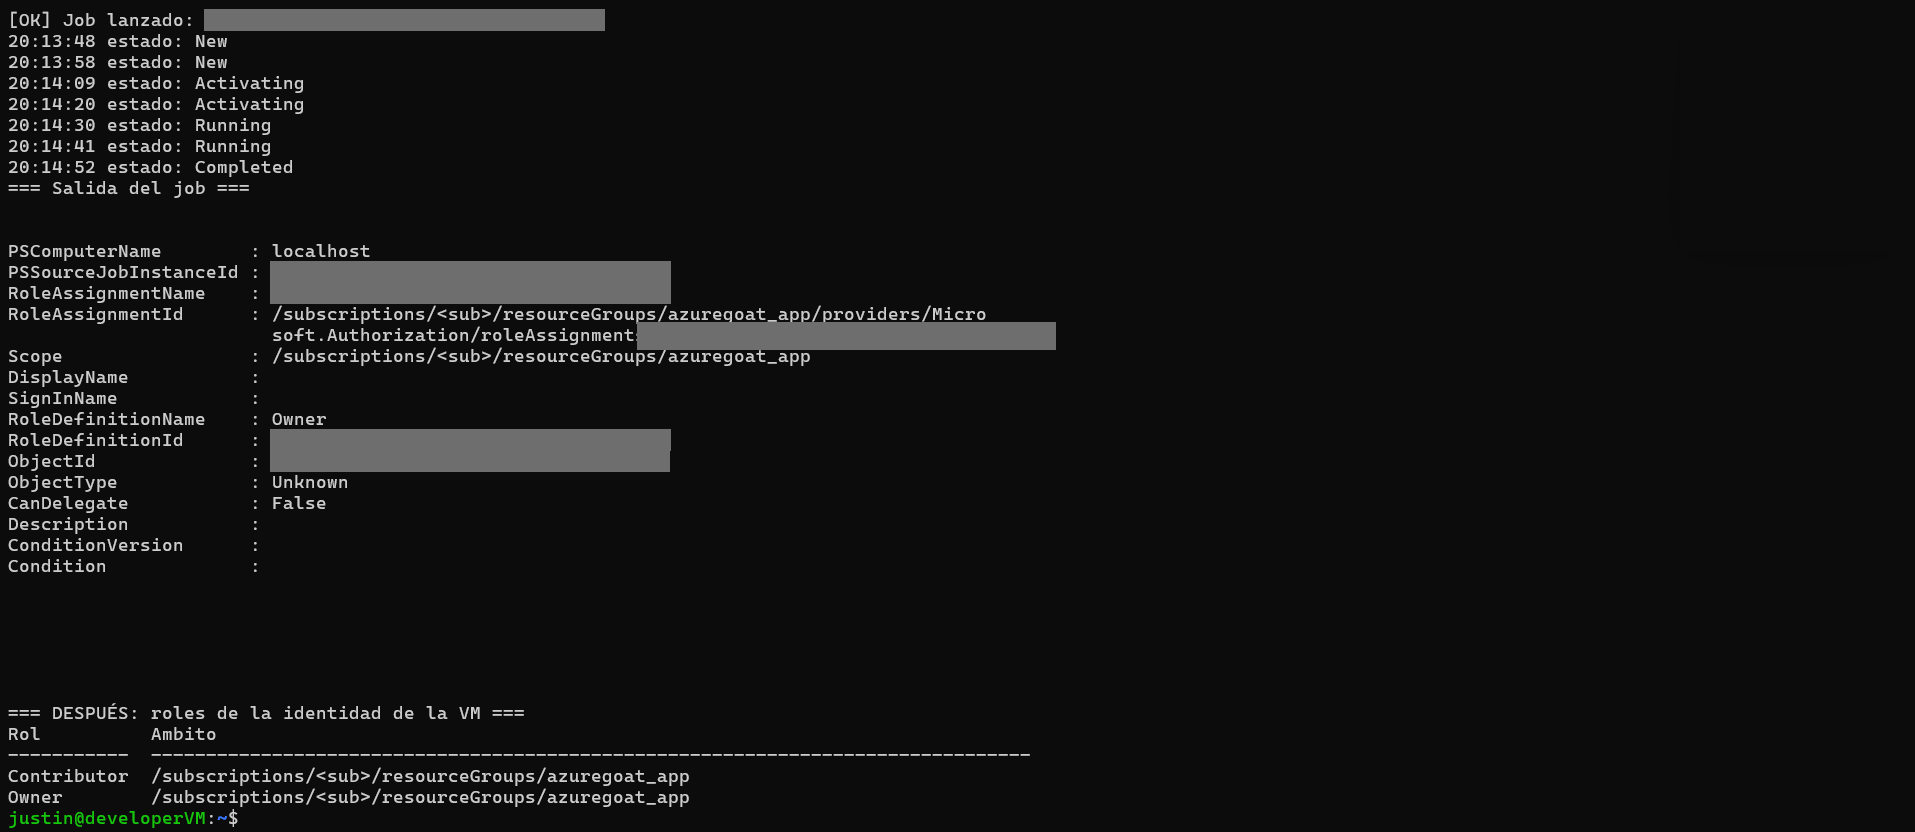 [OK] Job lanzado:
20:13:48 estado: New
20:13:58 estado: New
20:14:09 estado: Activating
20:14:20 estado: Activating
20:14:30 estado: Running
20:14:41 estado: Running
20:14:52 estado: Completed
=== Salida del job ===
PSComputerName : localhost
PSSourceJobInstanceId :
RoleAssignmentName :
RoleAssignmentId : /subscriptions/<sub>/resourceGroups/azuregoat_app/providers/Micro
soft.Authorization/roleAssignments
Scope : /subscriptions/<sub>/resourceGroups/azuregoat_app
DisplayName :
SignInName :
RoleDefinitionName : Owner
RoleDefinitionId :
ObjectId :
ObjectType : Unknown
CanDelegate : False
Description :
ConditionVersion :
Condition :
=== DESPUÉS: roles de la identidad de la VM ===
Rol Ambito
----------- --------------------------------------------------------------------------------
Contributor /subscriptions/<sub>/resourceGroups/azuregoat_app
Owner /subscriptions/<sub>/resourceGroups/azuregoat_app
justin@developerVM:~$